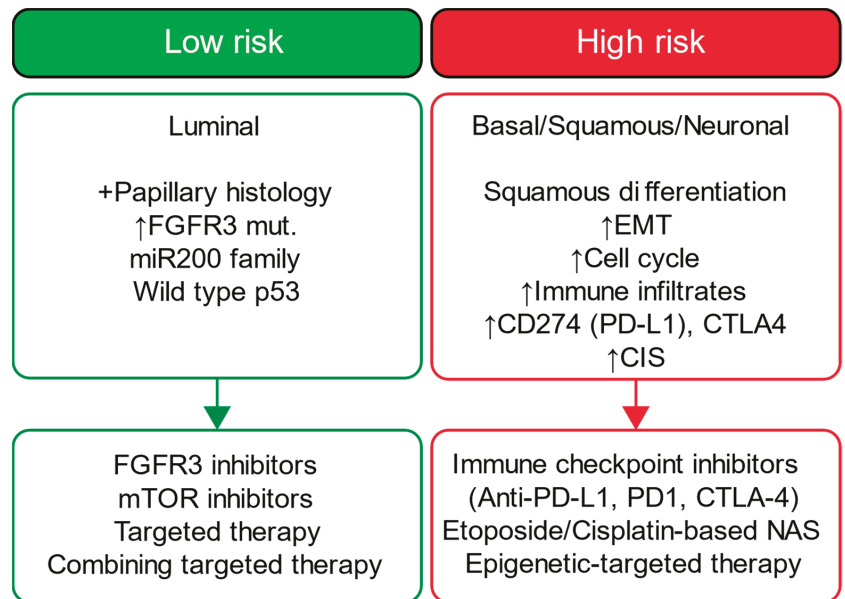 Low risk
Luminal
+Papillary histology
↑FGFR3 mut.
miR200 family
Wild type p53
FGFR3 inhibitors
mTOR inhibitors
Targeted therapy
Combining targeted therapy
High risk
Basal/Squamous/Neuronal
Squamous differentiation
↑EMT
↑Cell cycle
↑Immune infiltrates
↑CD274 (PD-L1), CTLA4
↑CIS
Immune checkpoint inhibitors
(Anti-PD-L1, PD1, CTLA-4)
Etoposide/Cisplatin-based NAS
Epigenetic-targeted therapy